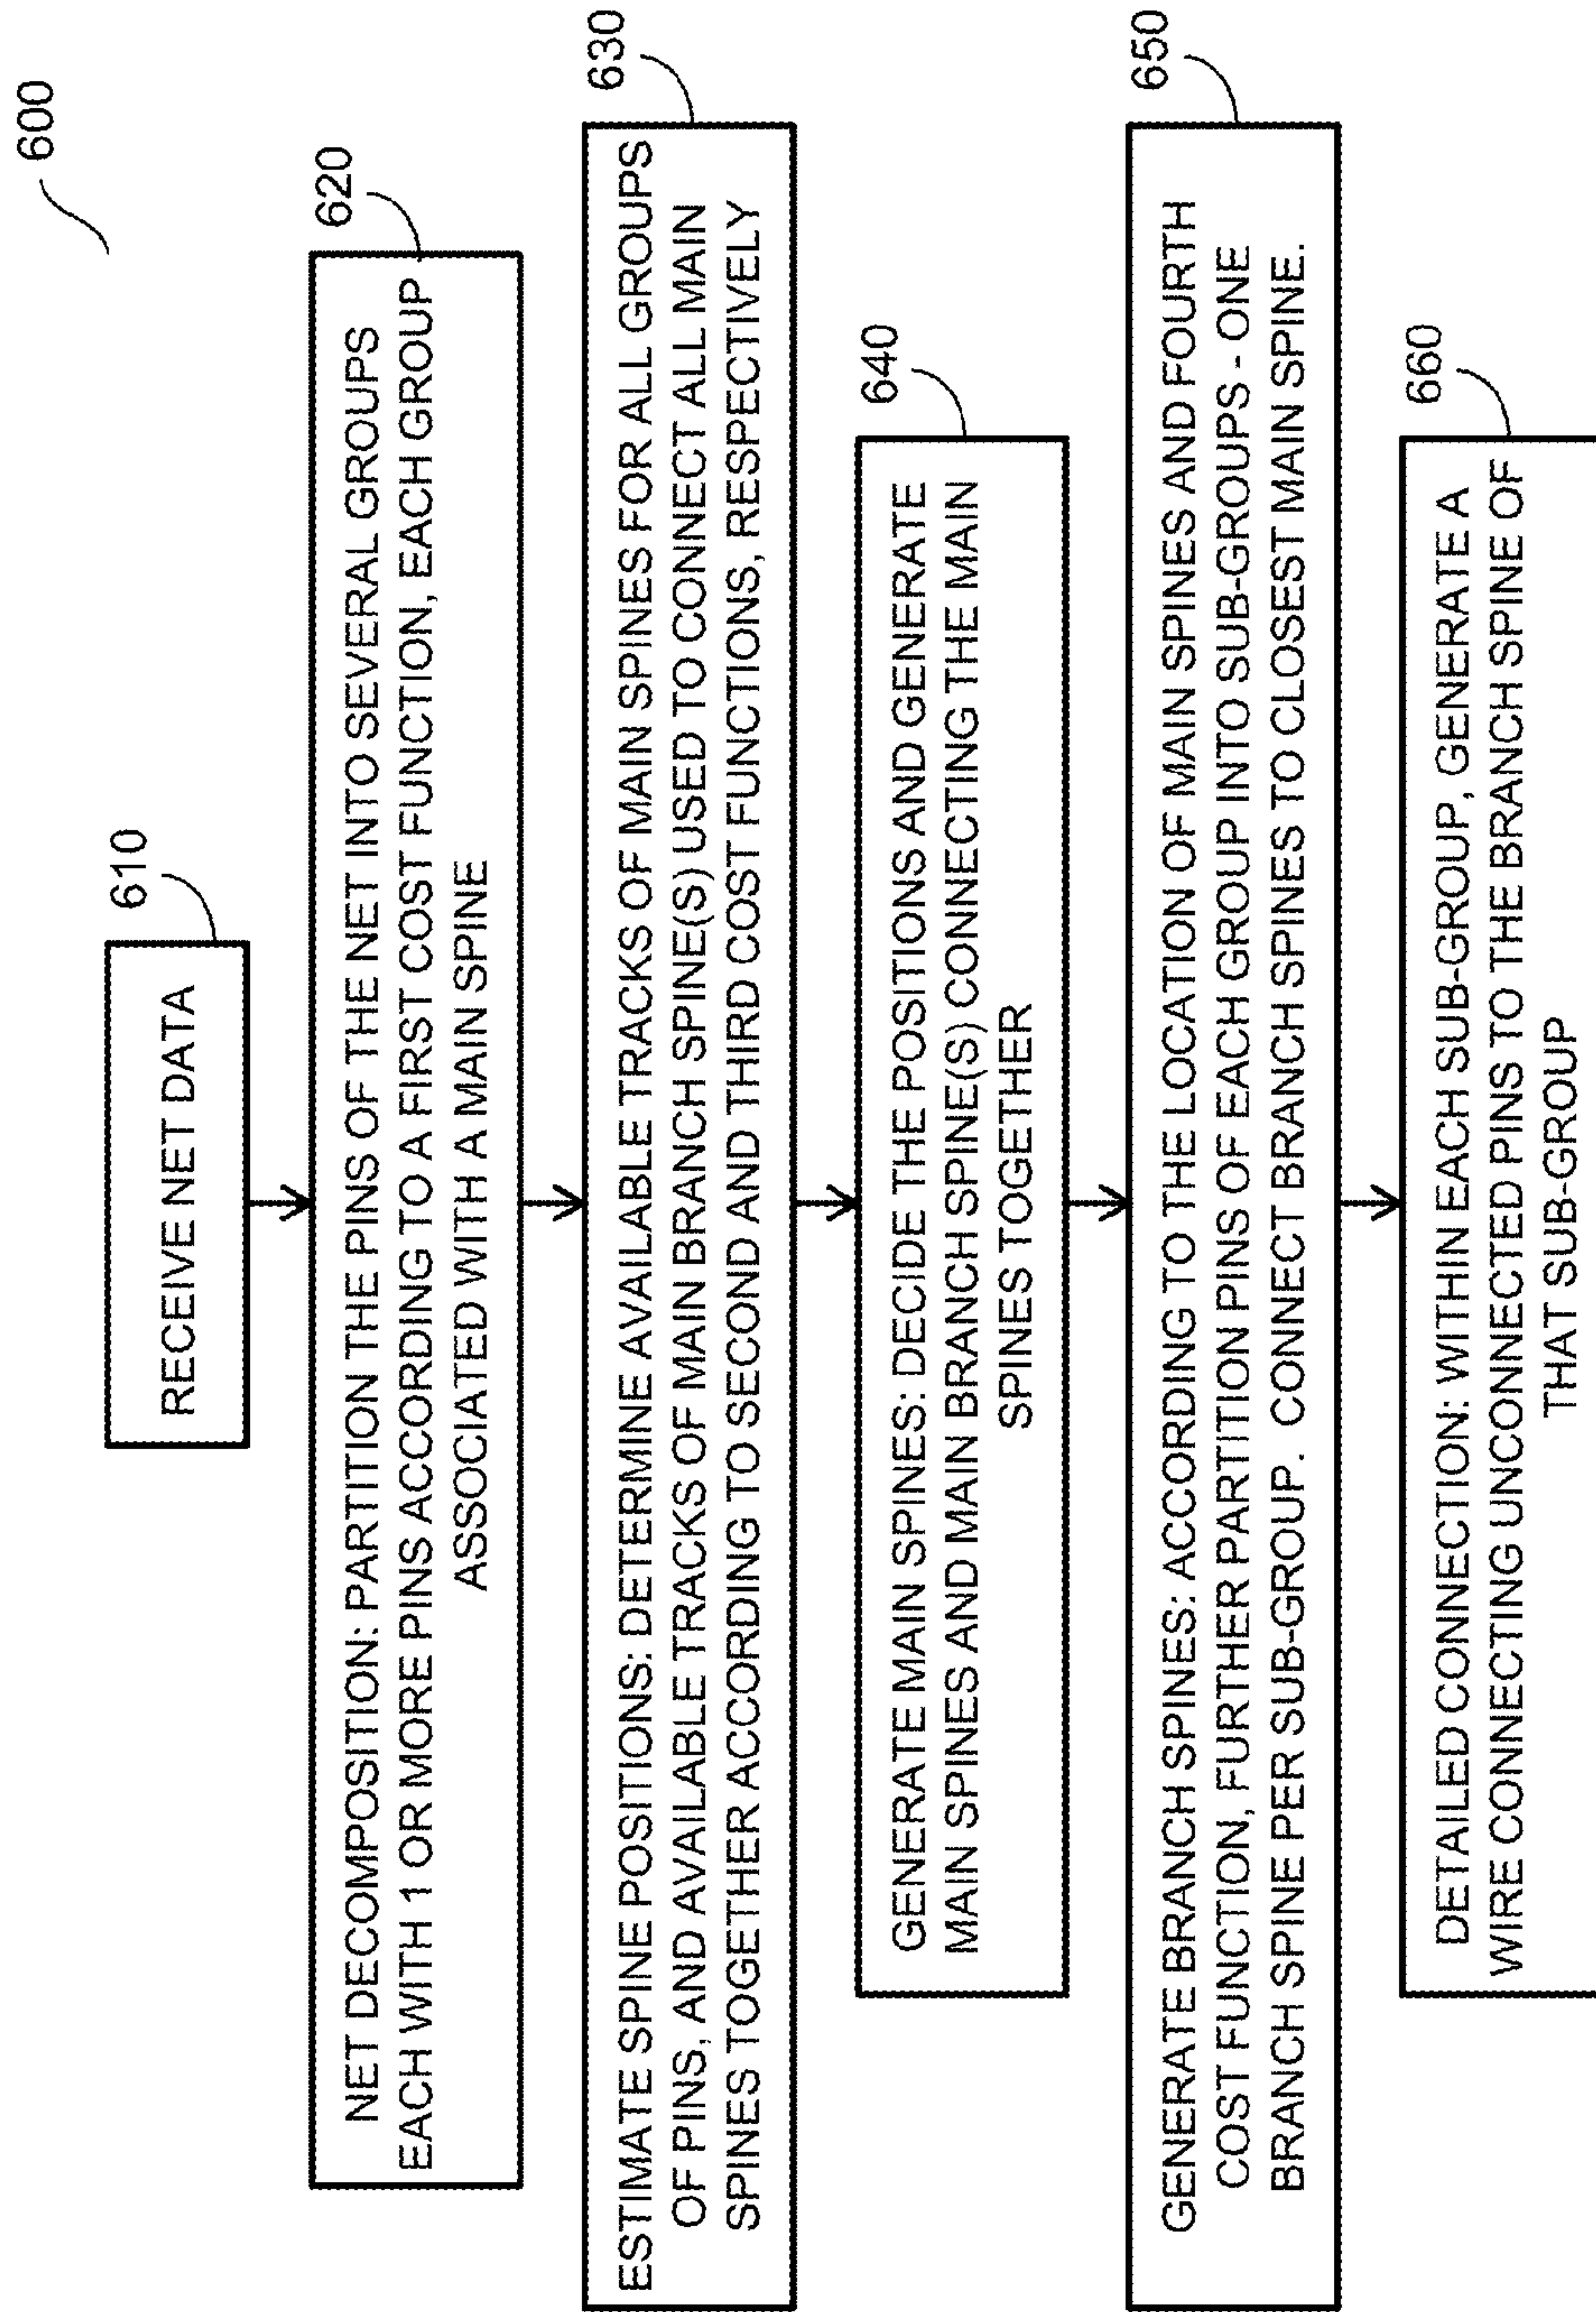 600
610
RECEIVE NET DATA
620
NET DECOMPOSITION: PARTITION THE PINS OF THE NET INTO SEVERAL GROUPS
EACH WITH 1 OR MORE PINS ACCORDING TO A FIRST COST FUNCTION, EACH GROUP
ASSOCIATED WITH A MAIN SPINE
630
ESTIMATE SPINE POSITIONS: DETERMINE AVAILABLE TRACKS OF MAIN SPINES FOR ALL GROUPS
OF PINS, AND AVAILABLE TRACKS OF MAIN BRANCH SPINE(S) USED TO CONNECT ALL MAIN
SPINES TOGETHER ACCORDING TO SECOND AND THIRD COST FUNCTIONS, RESPECTIVELY
640
GENERATE MAIN SPINES: DECIDE THE POSITIONS AND GENERATE
MAIN SPINES AND MAIN BRANCH SPINE(S) CONNECTING THE MAIN
SPINES TOGETHER
650
GENERATE BRANCH SPINES: ACCORDING TO THE LOCATION OF MAIN SPINES AND FOURTH
COST FUNCTION, FURTHER PARTITION PINS OF EACH GROUP INTO SUB-GROUPS - ONE
BRANCH SPINE PER SUB-GROUP. CONNECT BRANCH SPINES TO CLOSEST MAIN SPINE.
660
DETAILED CONNECTION: WITHIN EACH SUB-GROUP, GENERATE A
WIRE CONNECTING UNCONNECTED PINS TO THE BRANCH SPINE OF
THAT SUB-GROUP